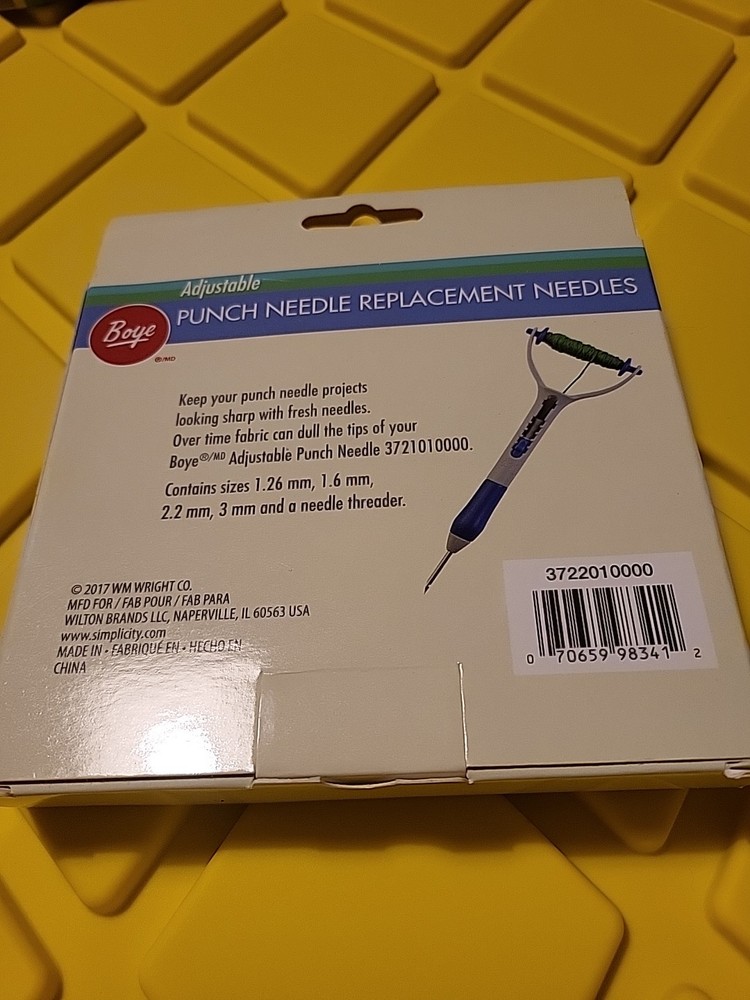 Adjustable
PUNCH NEEDLE REPLACEMENT NEEDLES
Boye
®/MD
Keep your punch needle projects
looking sharp with fresh needles.
Over time fabric can dull the tips of your
Boye®/MD Adjustable Punch Needle 3721010000.
Contains sizes 1.26 mm, 1.6 mm,
2.2 mm, 3 mm and a needle threader.
© 2017 WM WRIGHT CO.
MFD FOR / FAB POUR / FAB PARA
WILTON BRANDS LLC, NAPERVILLE, IL 60563 USA
www.simplicity.com
MADE IN • FABRIQUÉ EN • HECHO EN
CHINA
3722010000
0 70659 98341 2